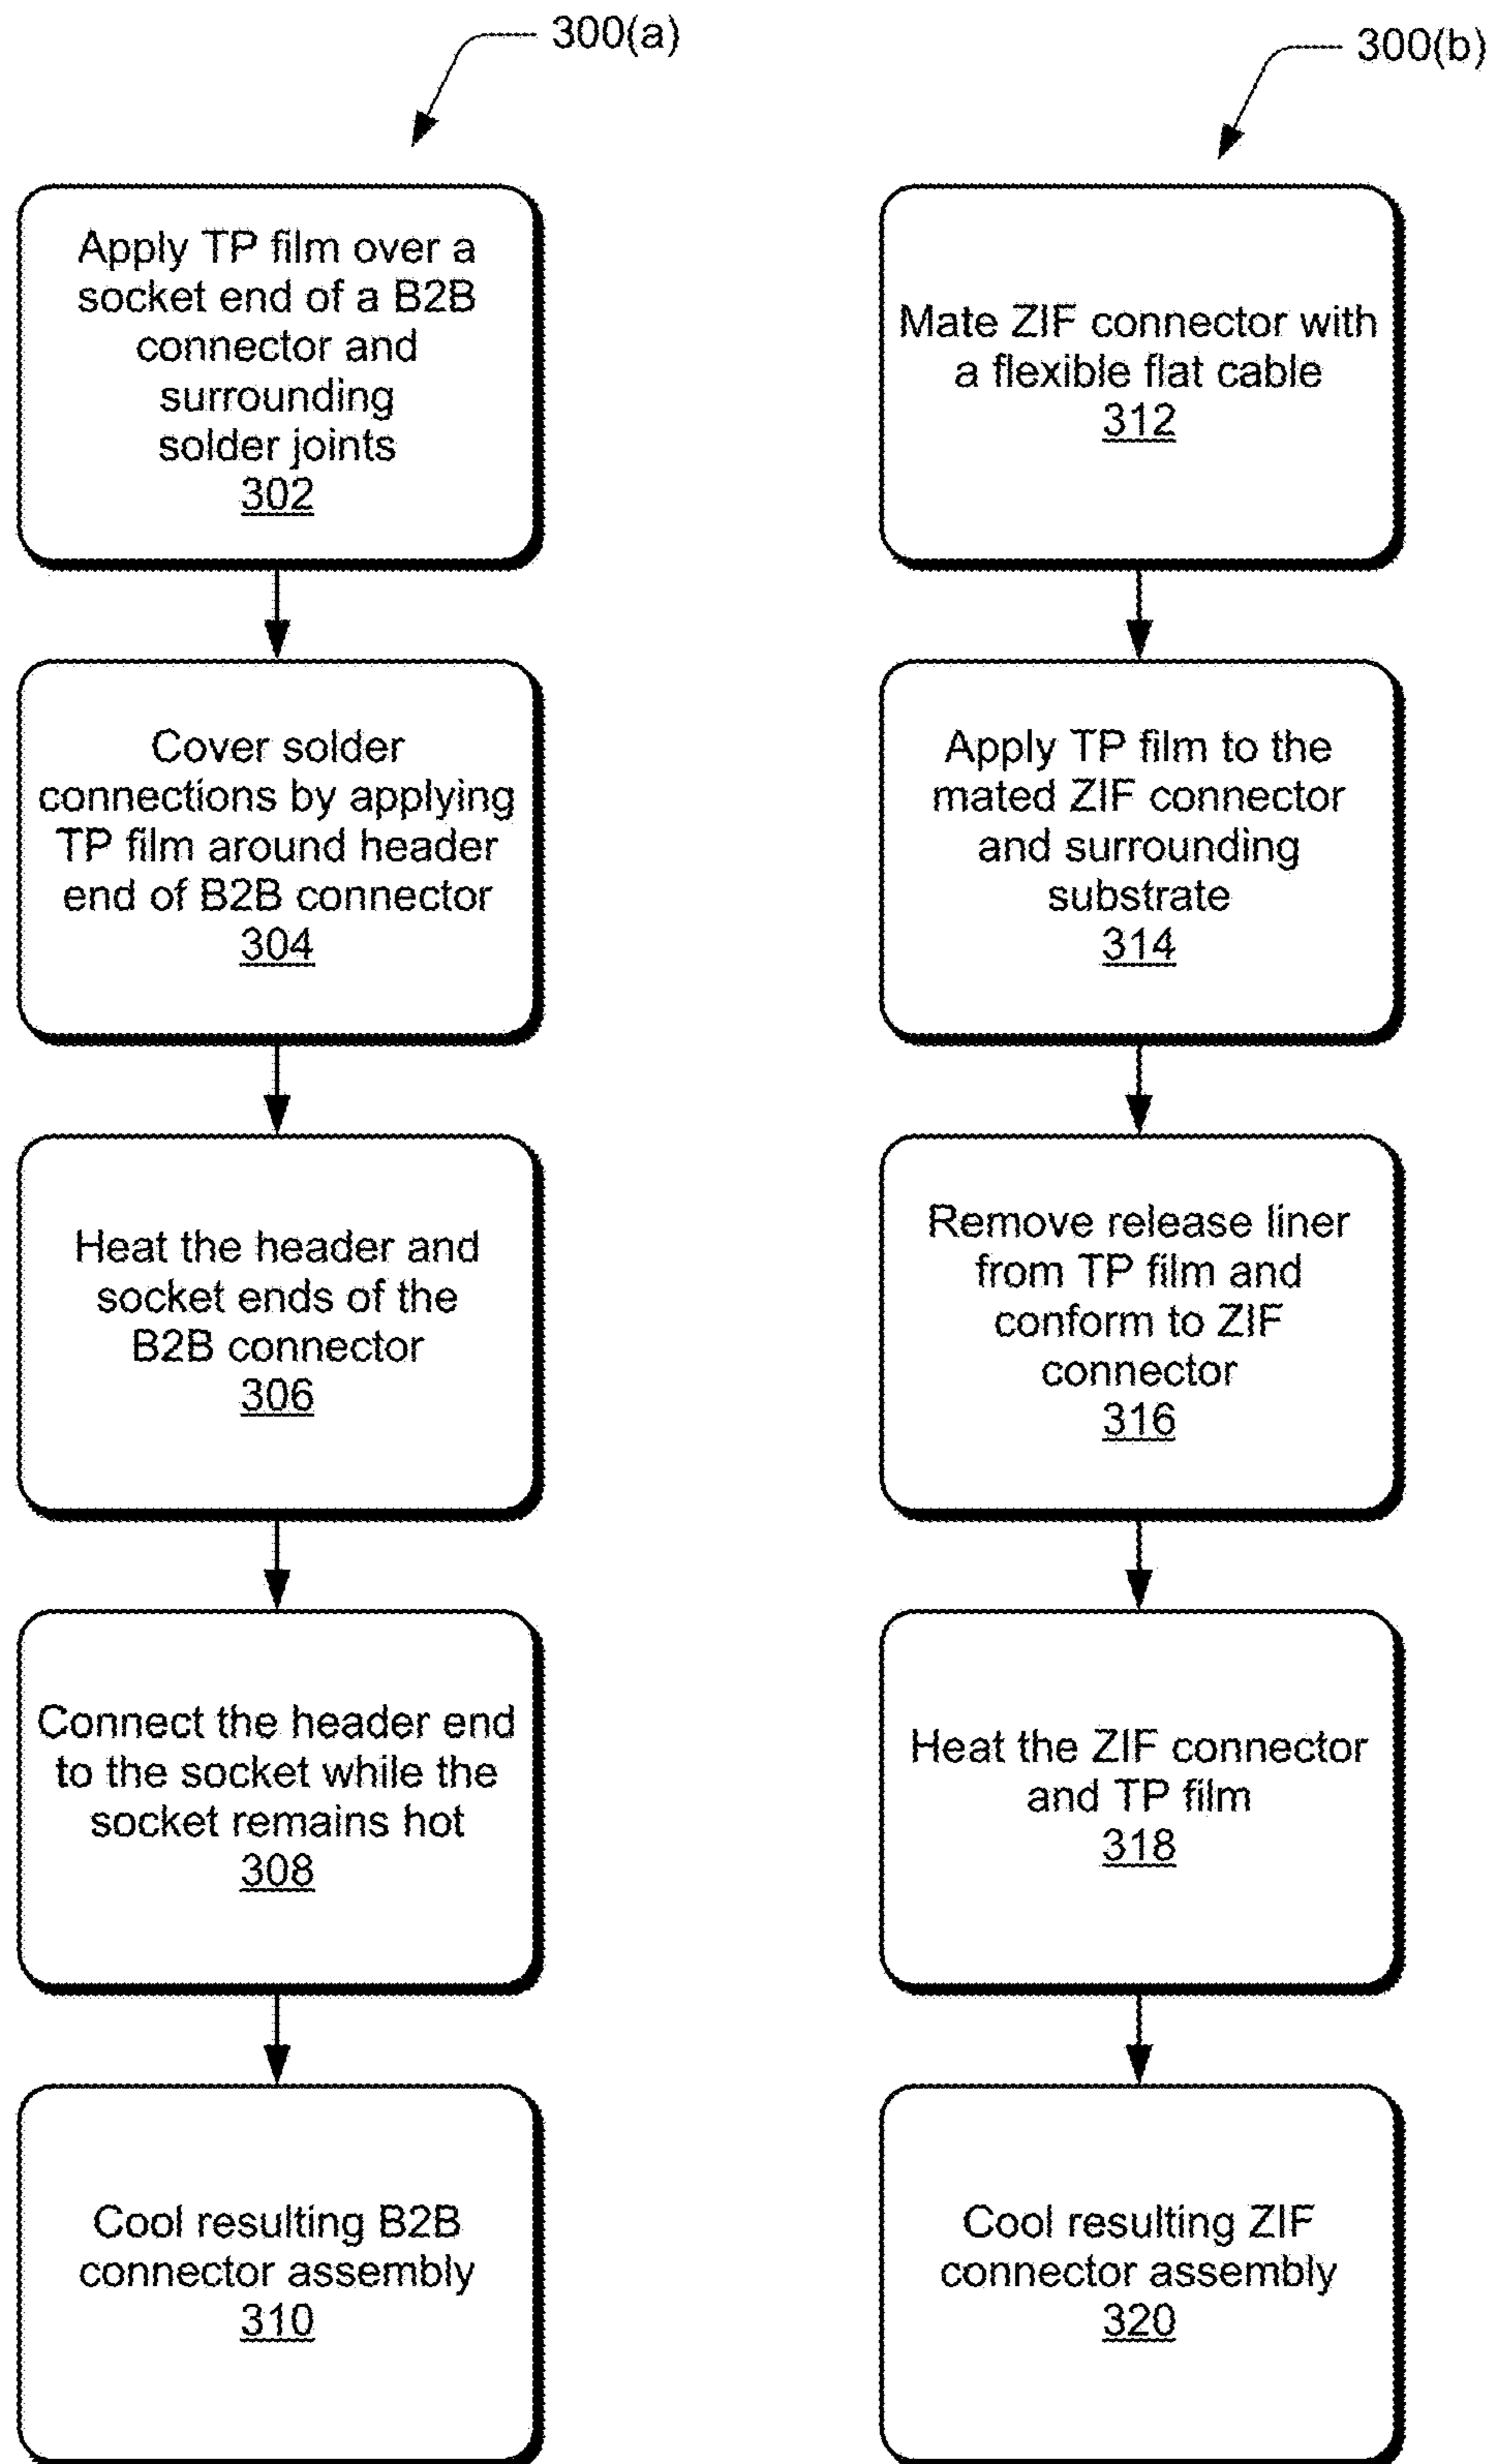 300(a)
Apply TP film over a
socket end of a B2B
connector and
surrounding
solder joints
302
Cover solder
connections by applying
TP film around header
end of B2B connector
304
Heat the header and
socket ends of the
B2B connector
306
Connect the header end
to the socket while the
socket remains hot
308
Cool resulting B2B
connector assembly
310
300(b)
Mate ZIF connector with
a flexible flat cable
312
Apply TP film to the
mated ZIF connector
and surrounding
substrate
314
Remove release liner
from TP film and
conform to ZIF
connector
316
Heat the ZIF connector
and TP film
318
Cool resulting ZIF
connector assembly
320